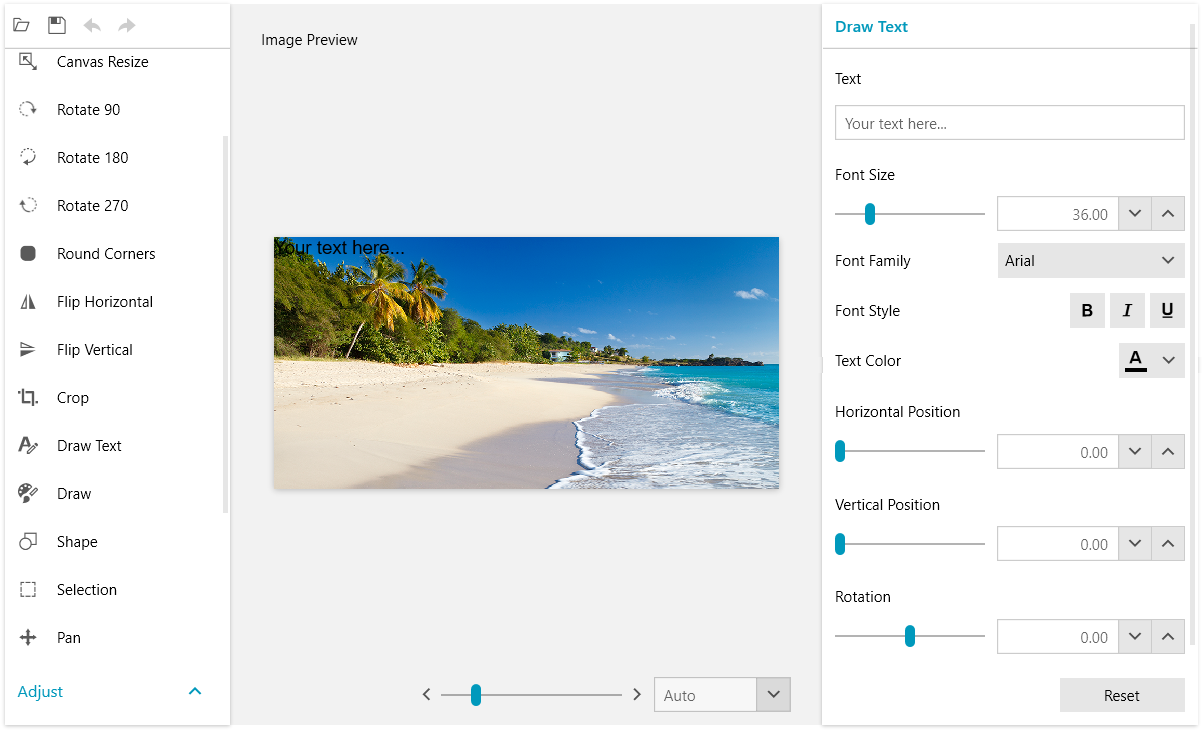 Canvas Resize
Rotate 90
Rotate 180
Rotate 270
Round Corners
Flip Horizontal
Flip Vertical
Crop
Draw Text
Draw
Shape
Selection
Pan
Adjust
Image Preview
Your text here...
Auto
Draw Text
Text
Your text here...
Font Size
36.00
Font Family
Arial
Font Style
B I U
Text Color
A
Horizontal Position
0.00
Vertical Position
0.00
Rotation
0.00
Reset